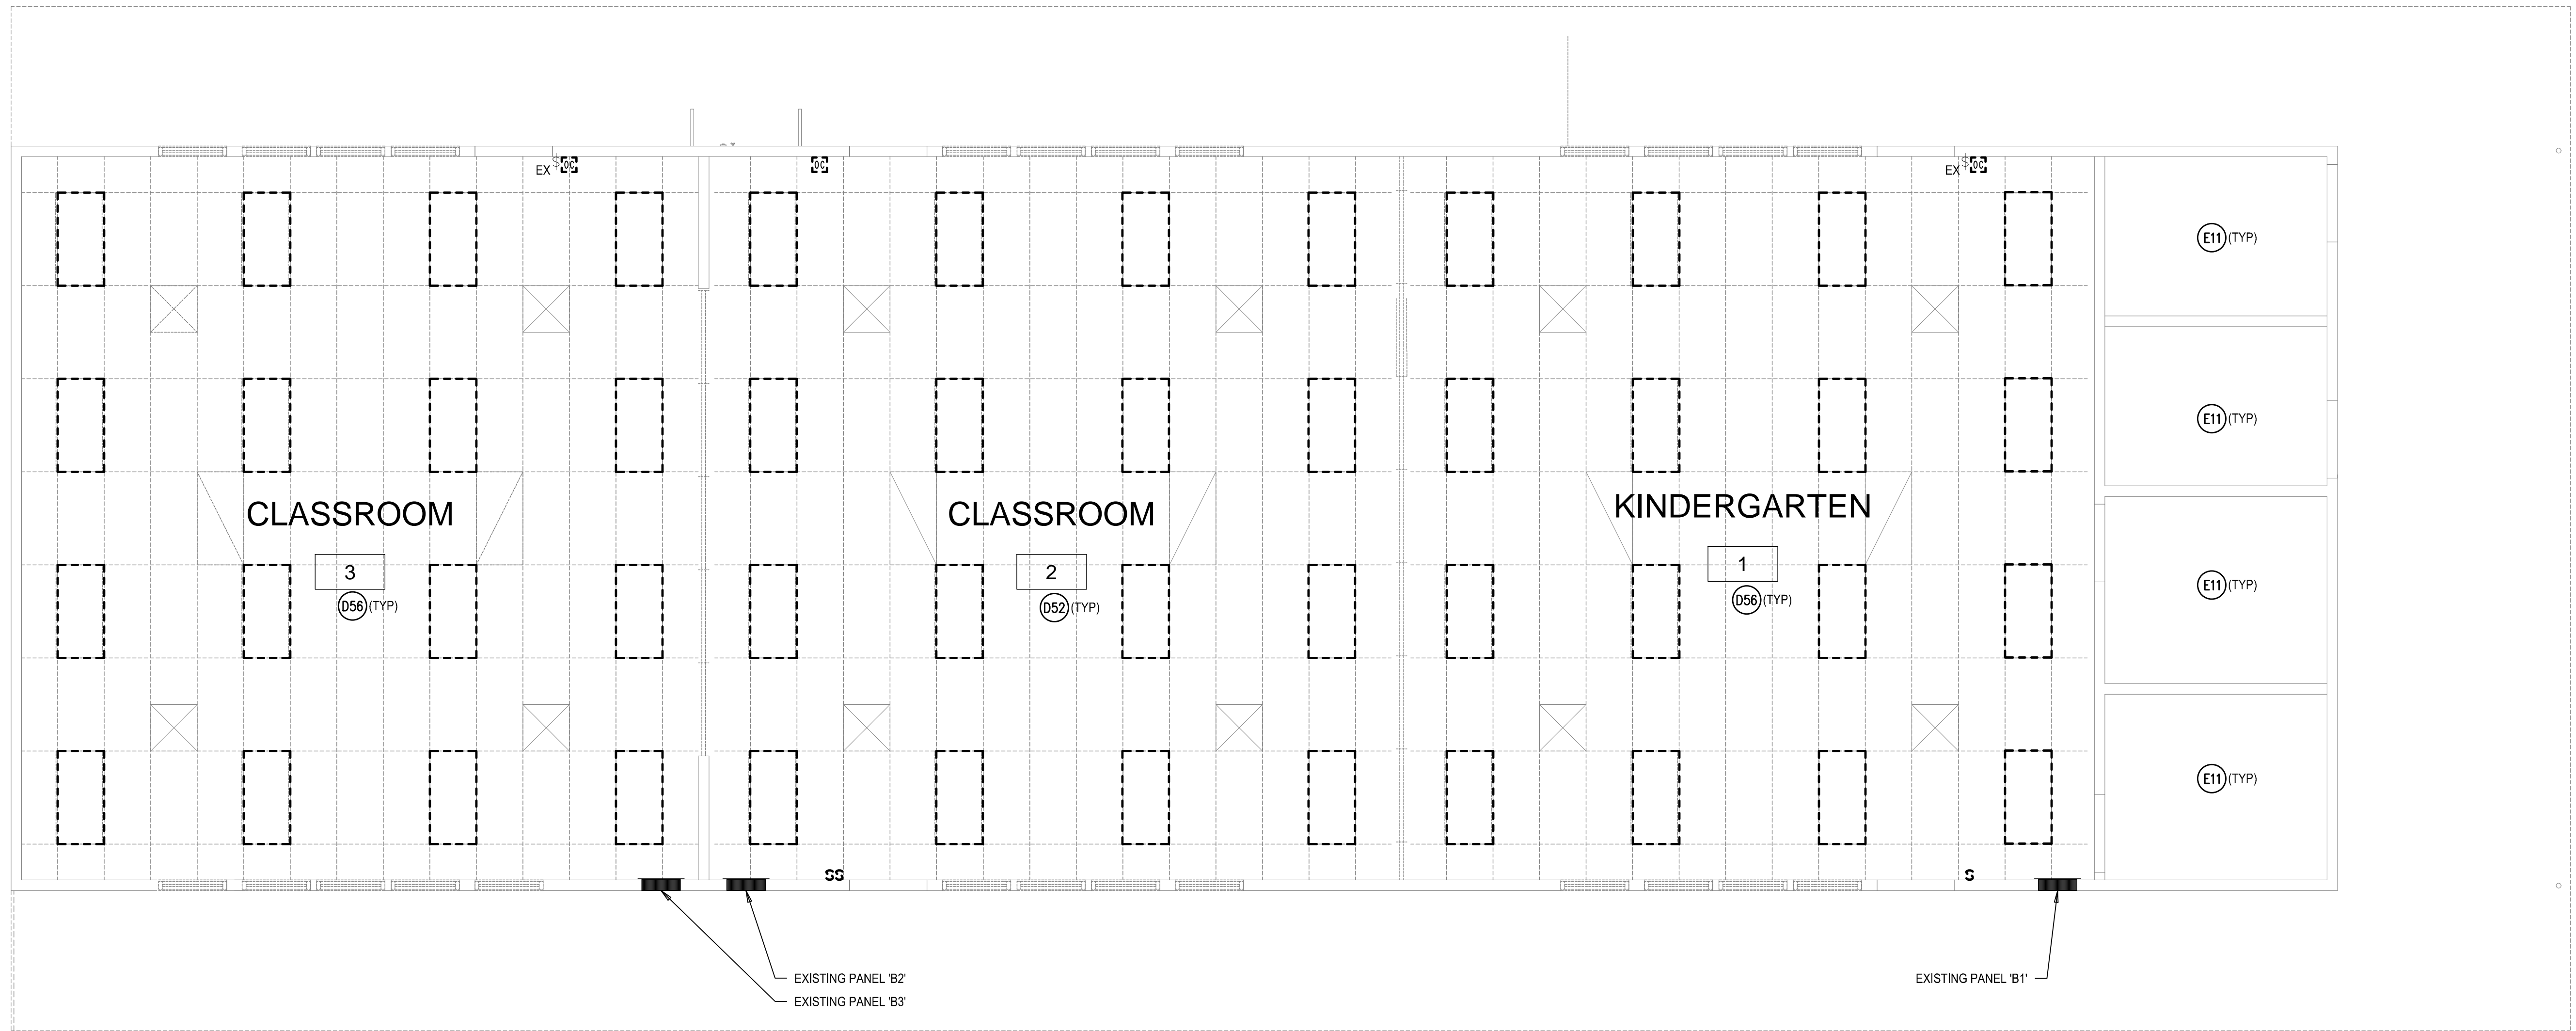 EX $ OC
OC
EX $ OC
E11 (TYP)
E11 (TYP)
CLASSROOM
3
D56 (TYP)
CLASSROOM
2
D52 (TYP)
KINDERGARTEN
1
D56 (TYP)
E11 (TYP)
E11 (TYP)
SS
S
EXISTING PANEL 'B2'
EXISTING PANEL 'B3'
EXISTING PANEL 'B1'